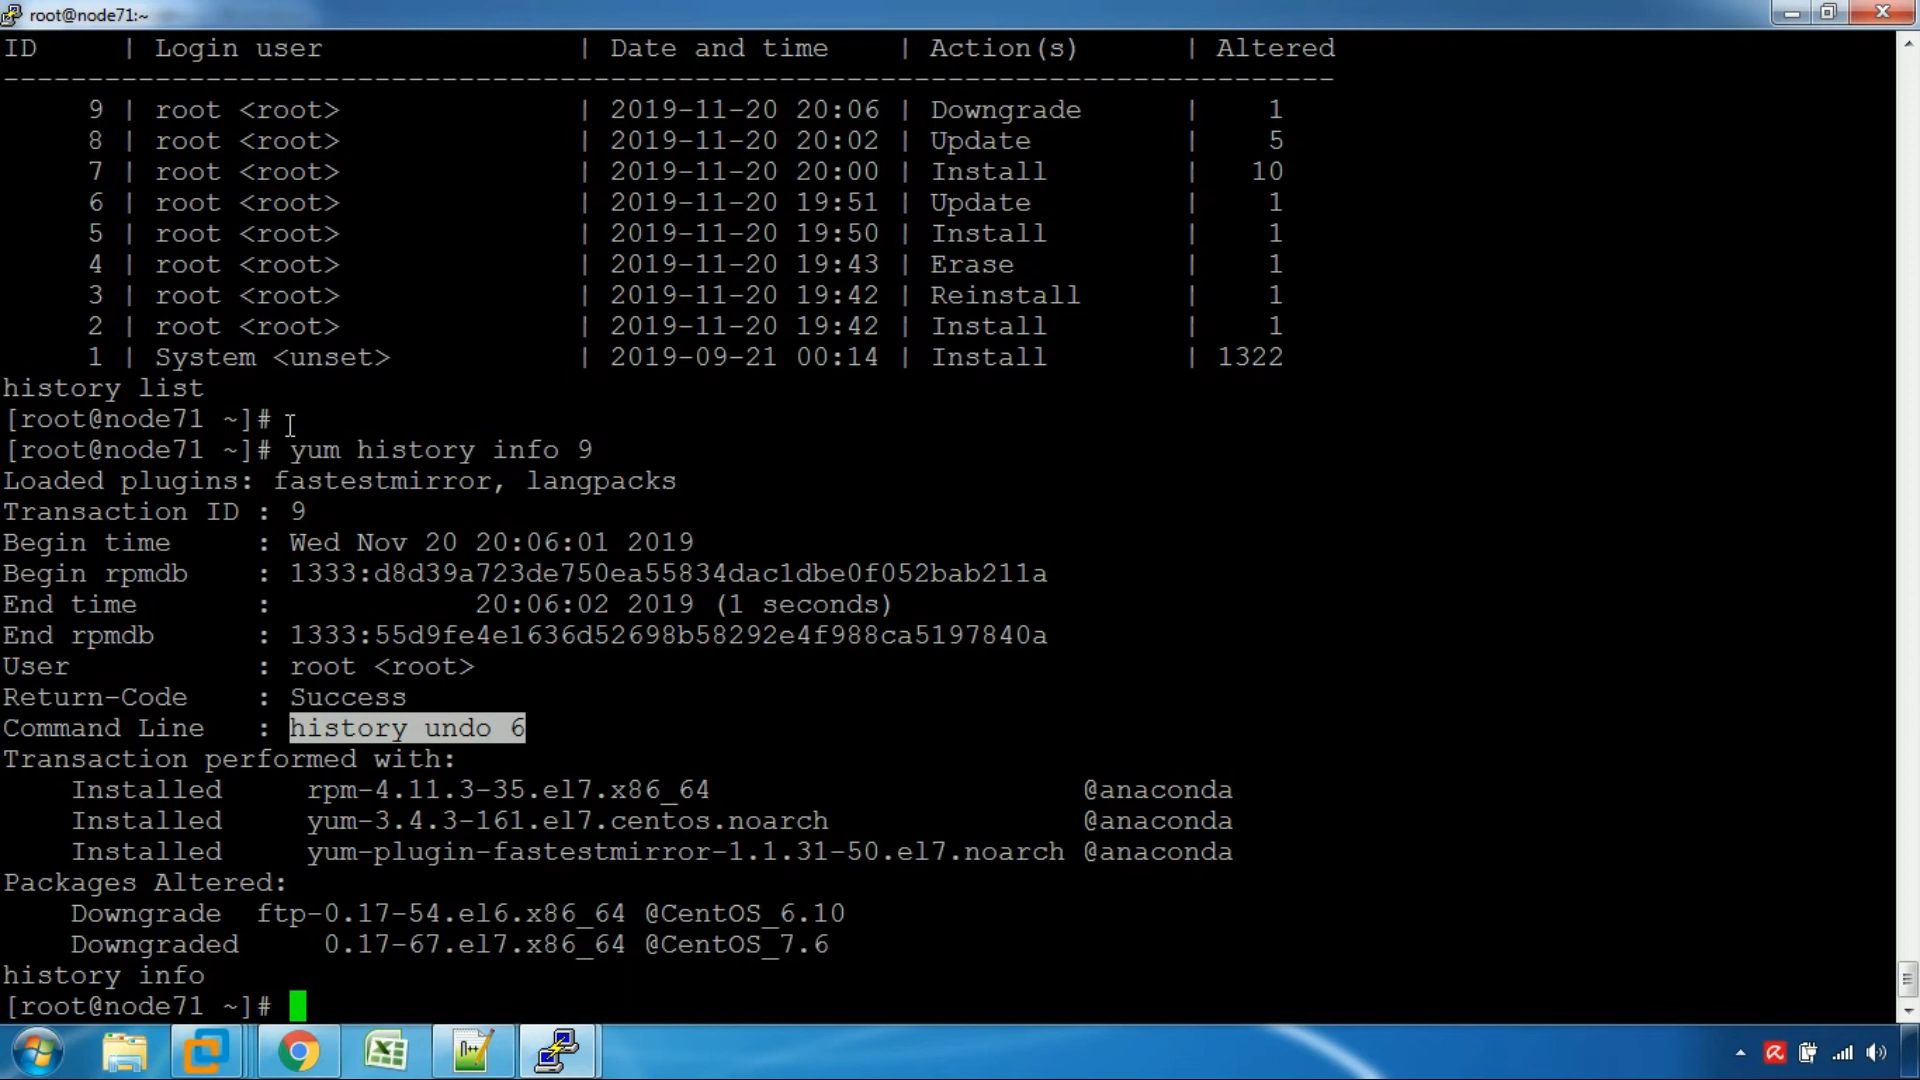 root@node71:~
ID | Login user | Date and time | Action(s) | Altered
-------------------------------------------------------------------------------
9 | root <root> | 2019-11-20 20:06 | Downgrade | 1
8 | root <root> | 2019-11-20 20:02 | Update | 5
7 | root <root> | 2019-11-20 20:00 | Install | 10
6 | root <root> | 2019-11-20 19:51 | Update | 1
5 | root <root> | 2019-11-20 19:50 | Install | 1
4 | root <root> | 2019-11-20 19:43 | Erase | 1
3 | root <root> | 2019-11-20 19:42 | Reinstall | 1
2 | root <root> | 2019-11-20 19:42 | Install | 1
1 | System <unset> | 2019-09-21 00:14 | Install | 1322
history list
[root@node71 ~]#
[root@node71 ~]# yum history info 9
Loaded plugins: fastestmirror, langpacks
Transaction ID : 9
Begin time : Wed Nov 20 20:06:01 2019
Begin rpmdb : 1333:d8d39a723de750ea55834dac1dbe0f052bab211a
End time : 20:06:02 2019 (1 seconds)
End rpmdb : 1333:55d9fe4e1636d52698b58292e4f988ca5197840a
User : root <root>
Return-Code : Success
Command Line : history undo 6
Transaction performed with:
Installed rpm-4.11.3-35.el7.x86_64 @anaconda
Installed yum-3.4.3-161.el7.centos.noarch @anaconda
Installed yum-plugin-fastestmirror-1.1.31-50.el7.noarch @anaconda
Packages Altered:
Downgrade ftp-0.17-54.el6.x86_64 @CentOS_6.10
Downgraded 0.17-67.el7.x86_64 @CentOS_7.6
history info
[root@node71 ~]#